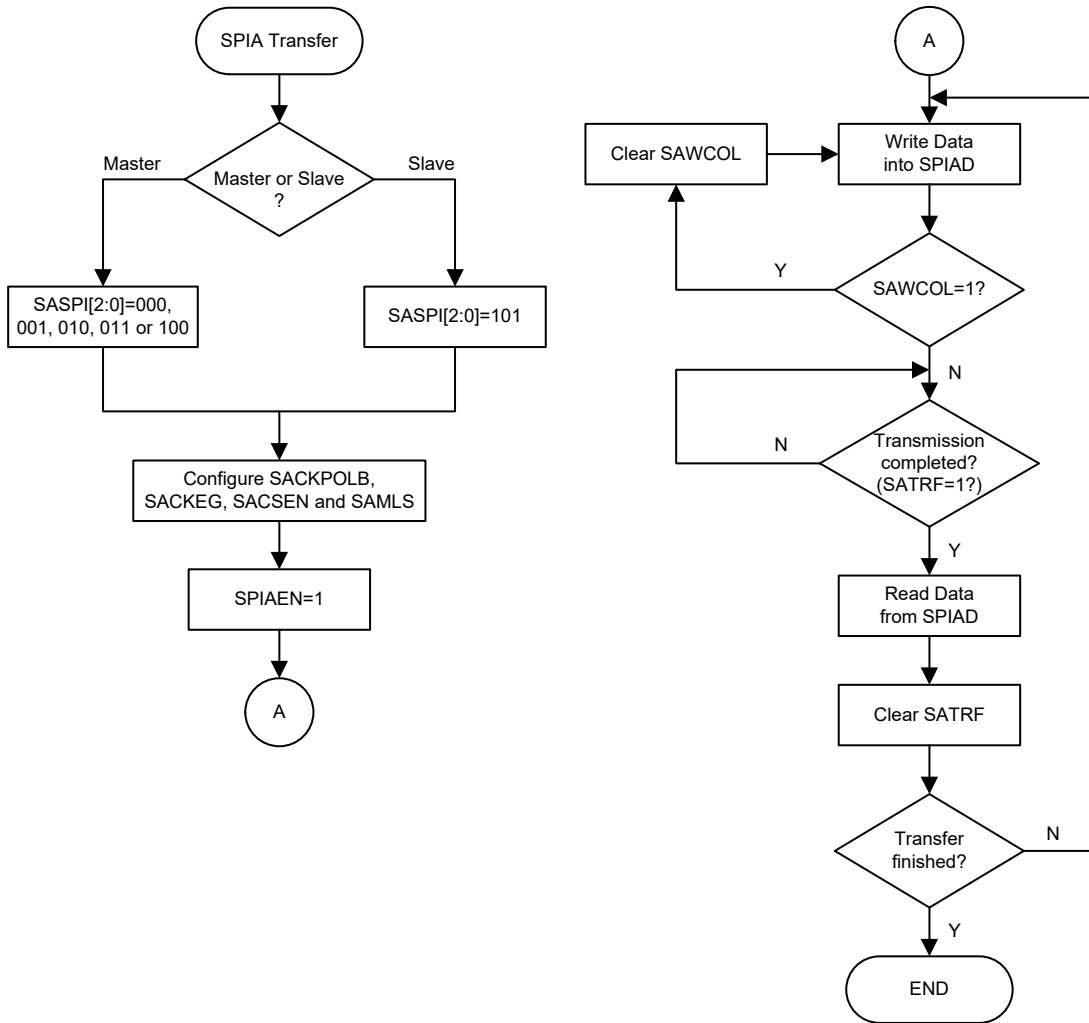 SPIA Transfer
Master
Master or Slave
?
Slave
SASPI[2:0]=000,
001, 010, 011 or 100
SASPI[2:0]=101
Configure SACKPOLB,
SACKEG, SACSEN and SAMLS
SPIAEN=1
A
A
Clear SAWCOL
Write Data
into SPIAD
Y
SAWCOL=1?
N
N
Transmission
completed?
(SATRF=1?)
Y
Read Data
from SPIAD
Clear SATRF
Transfer
finished?
N
Y
END